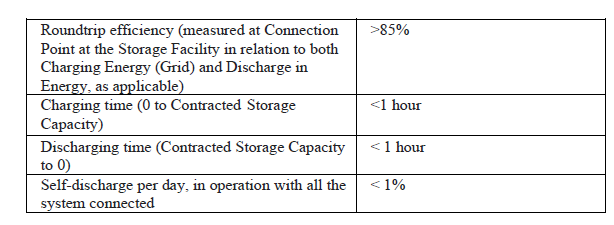 Roundtrip efficiency (measured at Connection >85%
Point at the Storage Facility in relation to both
Charging Energy (Grid) and Discharge in
Energy, as applicable)
Charging time (0 to Contracted Storage <1 hour
Capacity)
Discharging time (Contracted Storage Capacity < 1 hour
to 0)
Self-discharge per day, in operation with all the < 1%
system connected